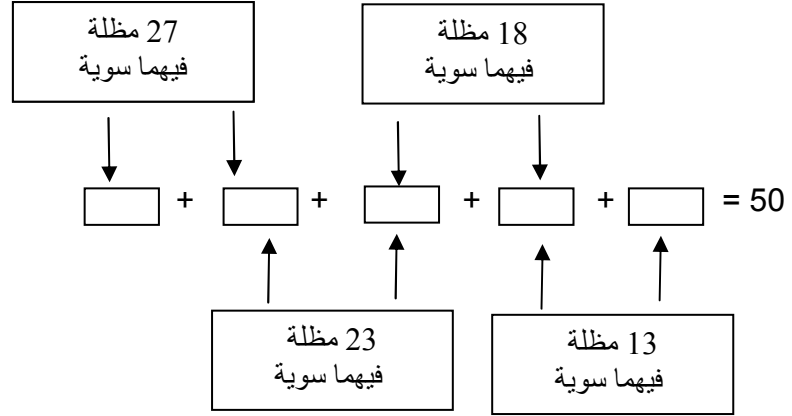 27 مظلة
فيهما سوية
18 مظلة
فيهما سوية
+ + + + = 50
23 مظلة
فيهما سوية
13 مظلة
فيهما سوية